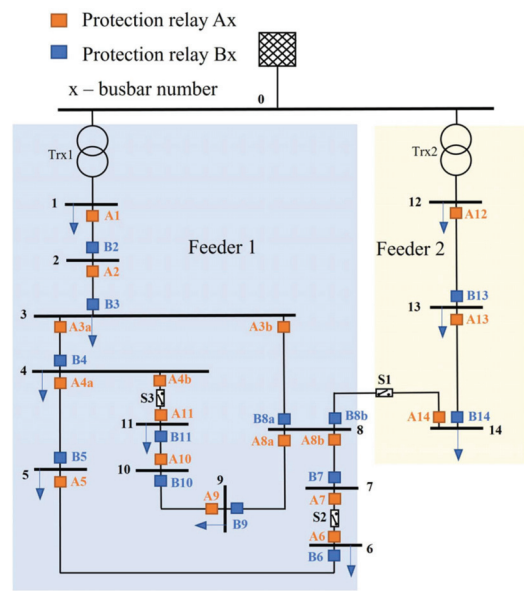 Protection relay Ax
Protection relay Bx
x – busbar number
0
Trx1
Trx2
1
A1
12
A12
B2
2
A2
Feeder 1
Feeder 2
B3
B13
3
13
A3a
A3b
A13
B4
4
A4a
A4b
S1
S3
A11
B8a
B8b
A14
B14
11
B11
8
14
A8a
A8b
B5
A10
5
10
B10
9
B7
7
A5
A9
A7
B9
S2
A6
6
B6